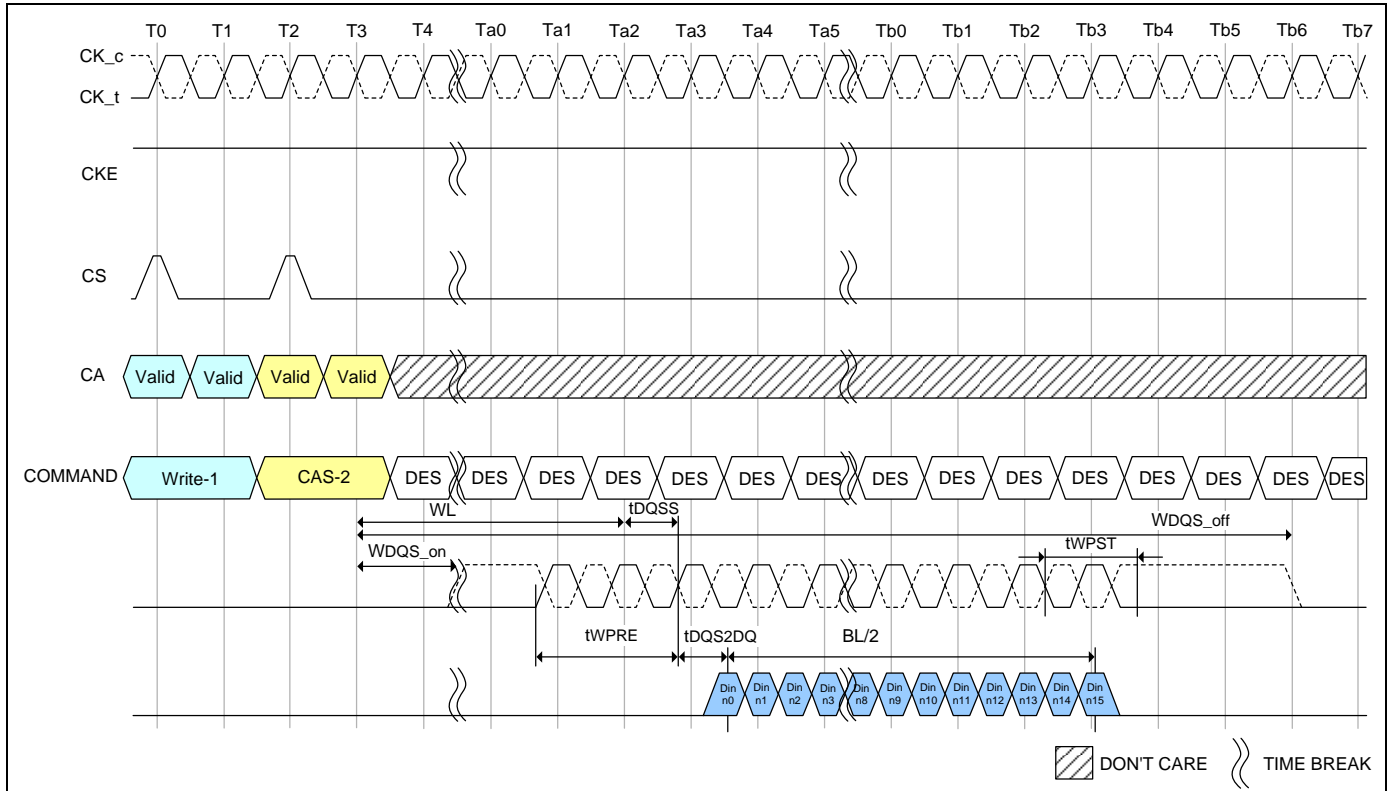 T0 T1 T2 T3 T4 Ta0 Ta1 Ta2 Ta3 Ta4 Ta5 Tb0 Tb1 Tb2 Tb3 Tb4 Tb5 Tb6 Tb7
CK_c
CK_t
CKE
CS
CA Valid Valid Valid Valid
COMMAND Write-1 CAS-2 DES DES DES DES DES DES DES DES DES DES DES DES DES DES DES
WL tDQSS WDQS_off
WDQS_on tWPST
tWPRE tDQS2DQ BL/2
Din Din Din Din Din Din Din Din Din Din Din Din
n0 n1 n2 n3 n8 n9 n10 n11 n12 n13 n14 n15
DON'T CARE TIME BREAK